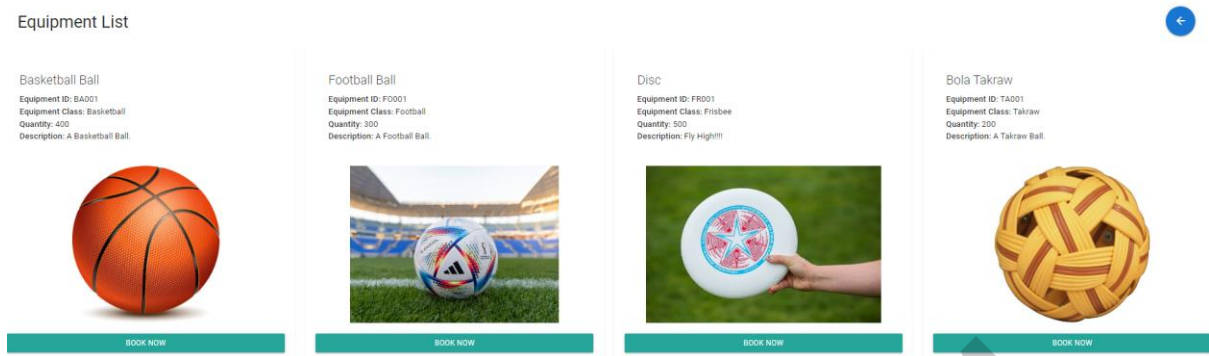 Equipment List
Basketball Ball
Equipment ID: BA001
Equipment Class: Basketball
Quantity: 400
Description: A Basketball Ball.
BOOK NOW
Football Ball
Equipment ID: FO001
Equipment Class: Football
Quantity: 300
Description: A Football Ball.
BOOK NOW
Disc
Equipment ID: FR001
Equipment Class: Frisbee
Quantity: 500
Description: Fly High!!!!
BOOK NOW
Bola Takraw
Equipment ID: TA001
Equipment Class: Takraw
Quantity: 200
Description: A Takraw Ball.
BOOK NOW